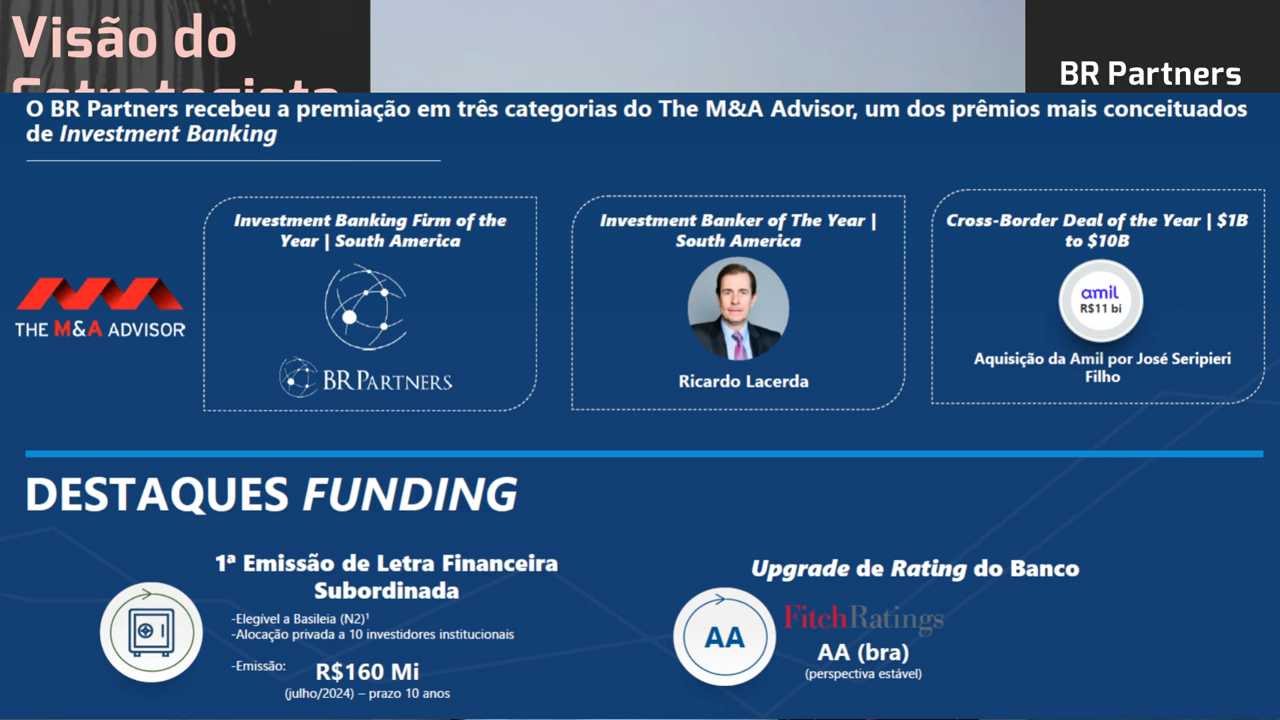 Visão do
Estrategista
BR Partners
O BR Partners recebeu a premiação em três categorias do The M&A Advisor, um dos prêmios mais conceituados
de Investment Banking
Investment Banking Firm of the
Year | South America
BRPARTNERS
Investment Banker of The Year |
South America
Ricardo Lacerda
Cross-Border Deal of the Year | $1B
to $10B
amil
R$11 bi
Aquisição da Amil por José Seripieri
Filho
THE M&A ADVISOR
DESTAQUES FUNDING
1ª Emissão de Letra Financeira
Subordinada
-Elegível a Basileia (N2)¹
-Alocação privada a 10 investidores institucionais
-Emissão: R$160 Mi
(julho/2024) – prazo 10 anos
Upgrade de Rating do Banco
AA
FitchRatings
AA (bra)
(perspectiva estável)